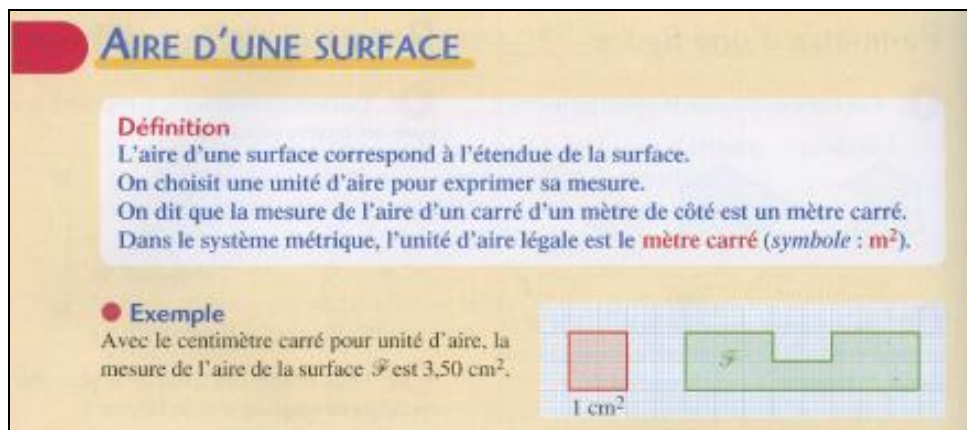 AIRE D'UNE SURFACE
Définition
L'aire d'une surface correspond à l'étendue de la surface.
On choisit une unité d'aire pour exprimer sa mesure.
On dit que la mesure de l'aire d'un carré d'un mètre de côté est un mètre carré.
Dans le système métrique, l'unité d'aire légale est le mètre carré (symbole : m²).
Exemple
Avec le centimètre carré pour unité d'aire, la
mesure de l'aire de la surface ℱ est 3,50 cm².
ℱ
1 cm²